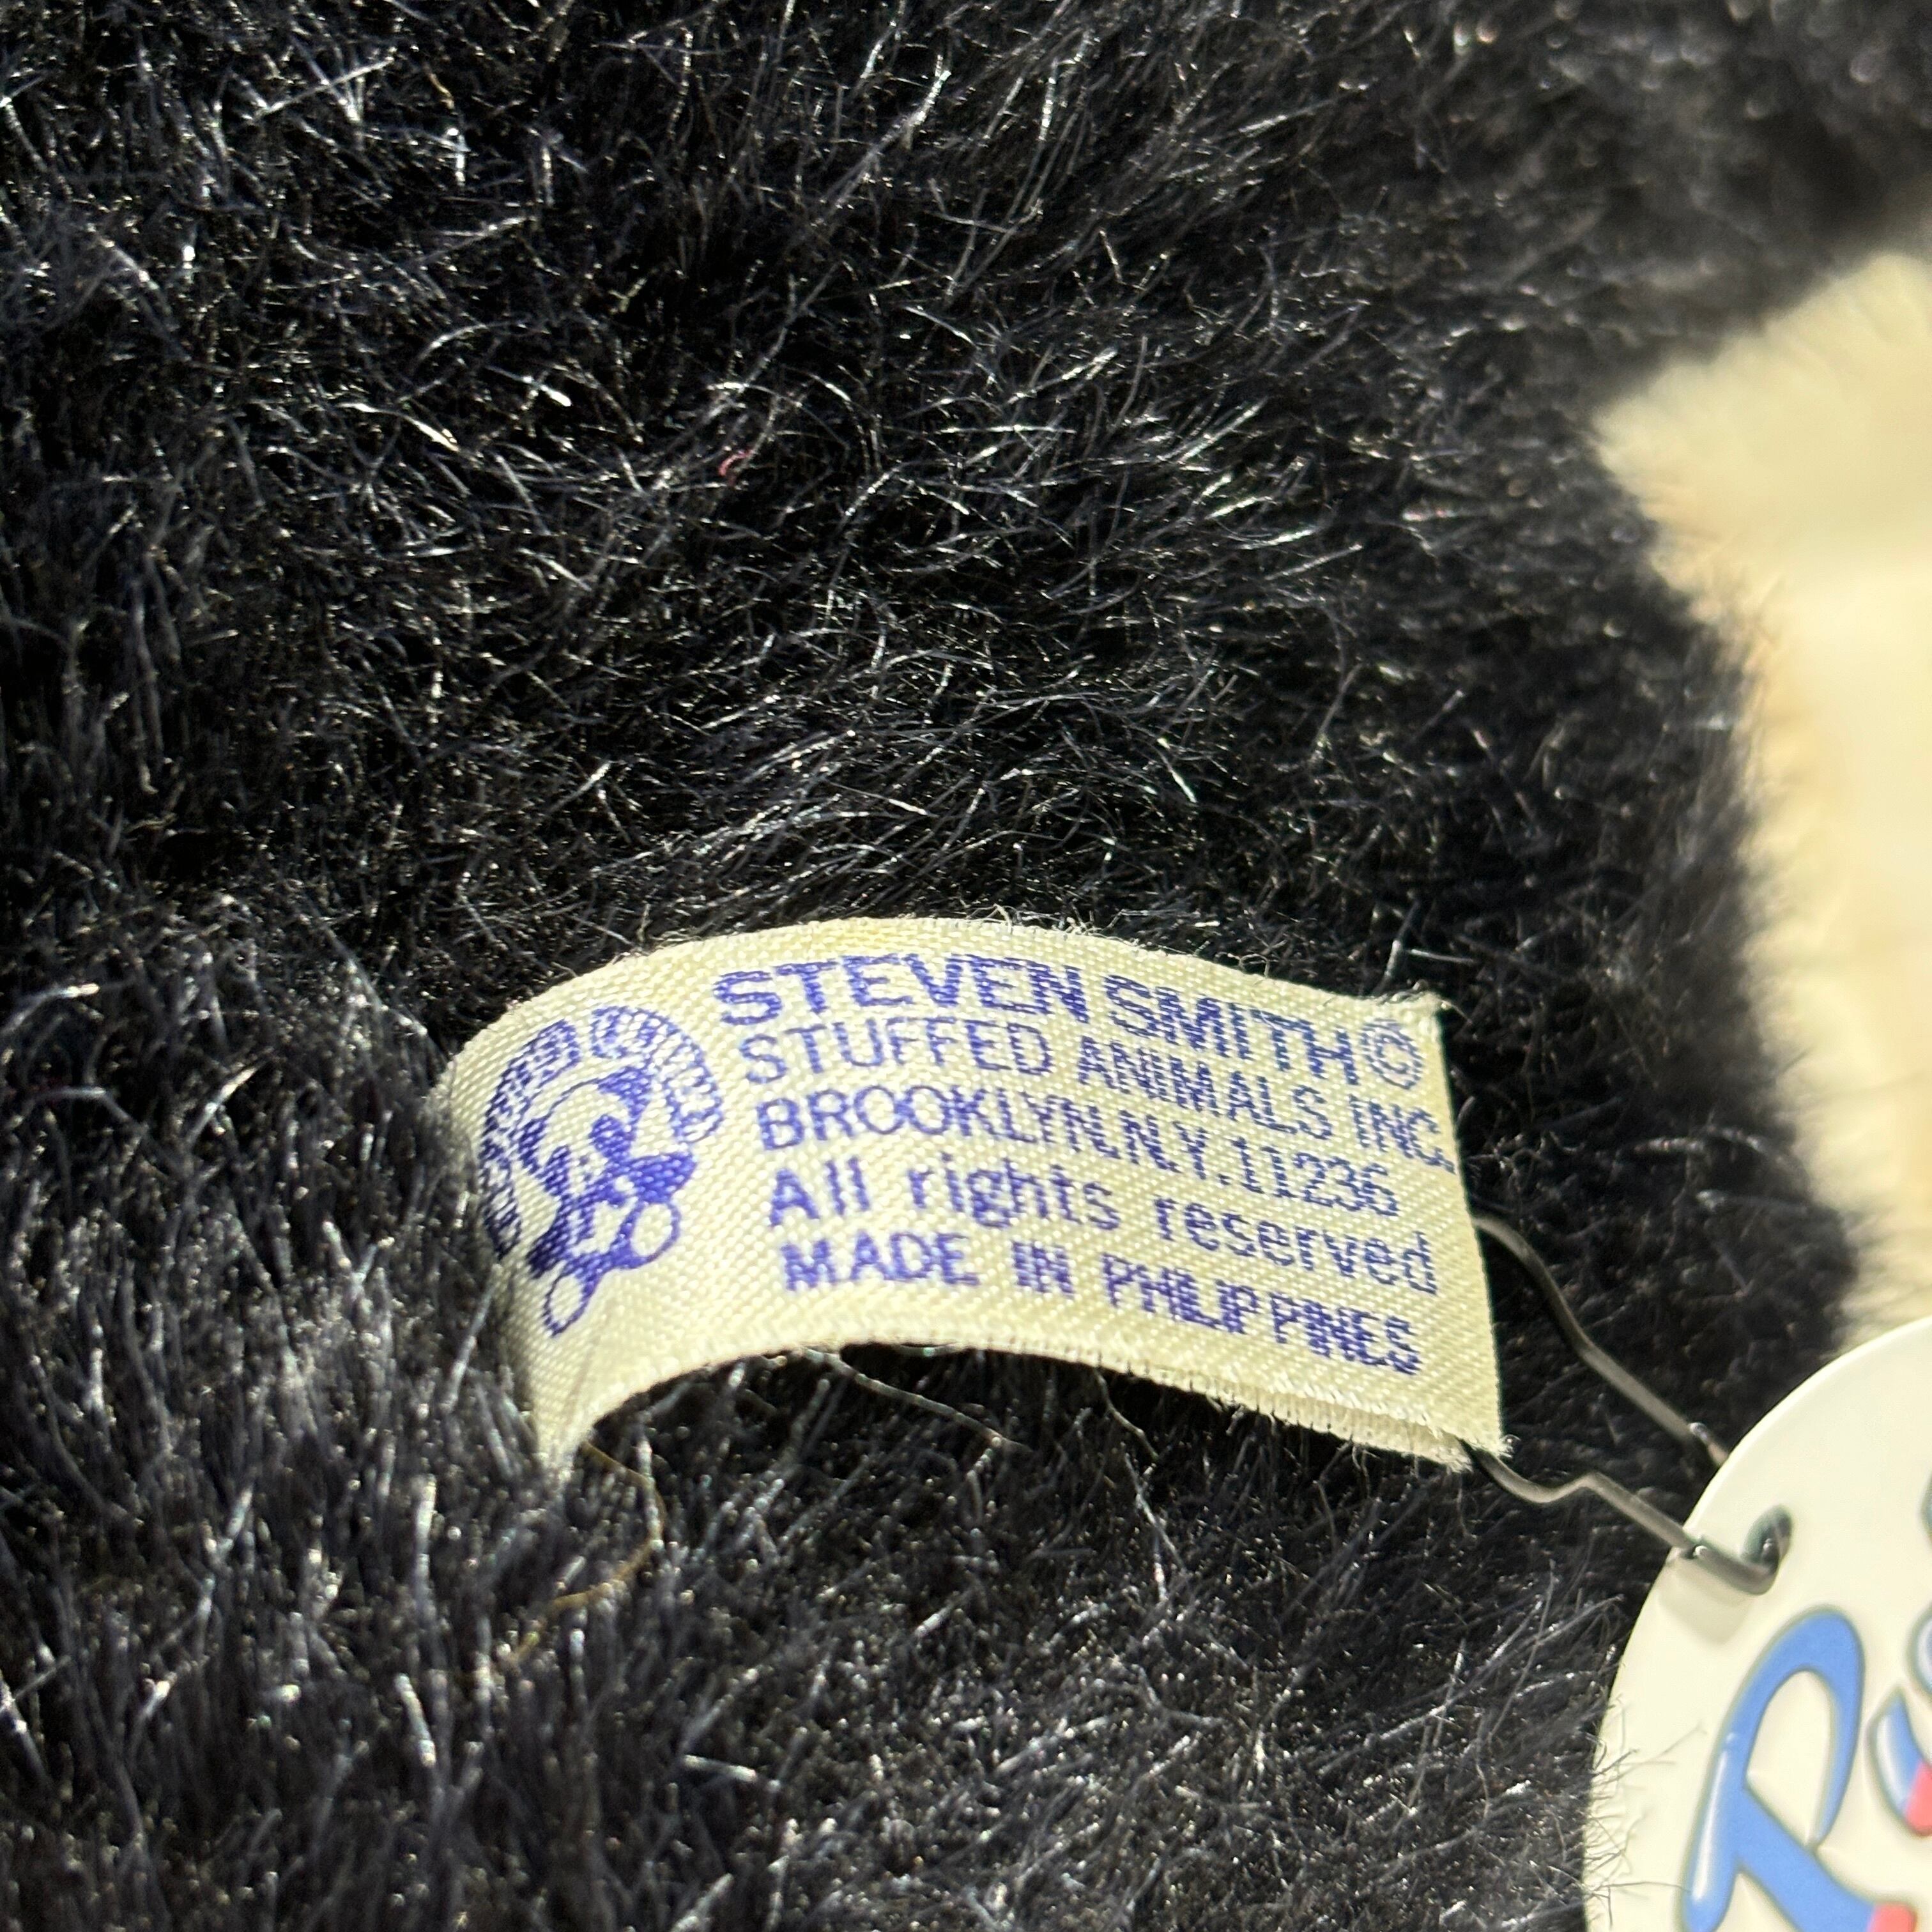 STEVEN SMITH©
STUFFED ANIMALS INC.
BROOKLYN.N.Y.11236
All rights reserved
MADE IN PHILIPPINES